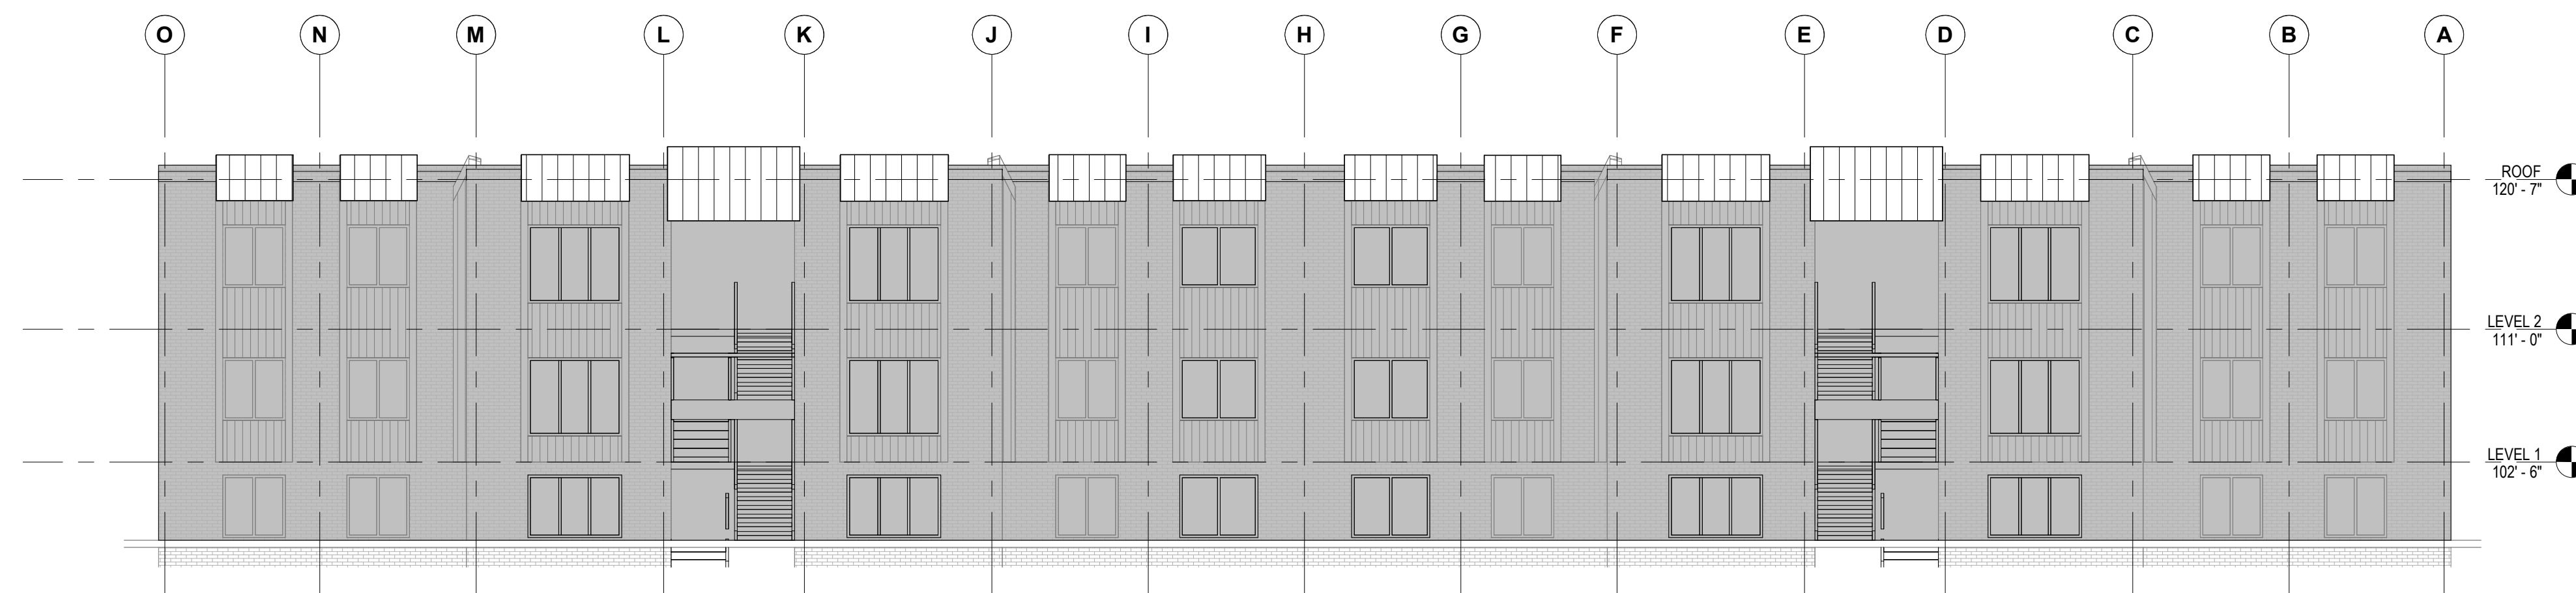 O N M L K J I H G F E D C B A
ROOF
120' - 7"
LEVEL 2
111' - 0"
LEVEL 1
102' - 6"